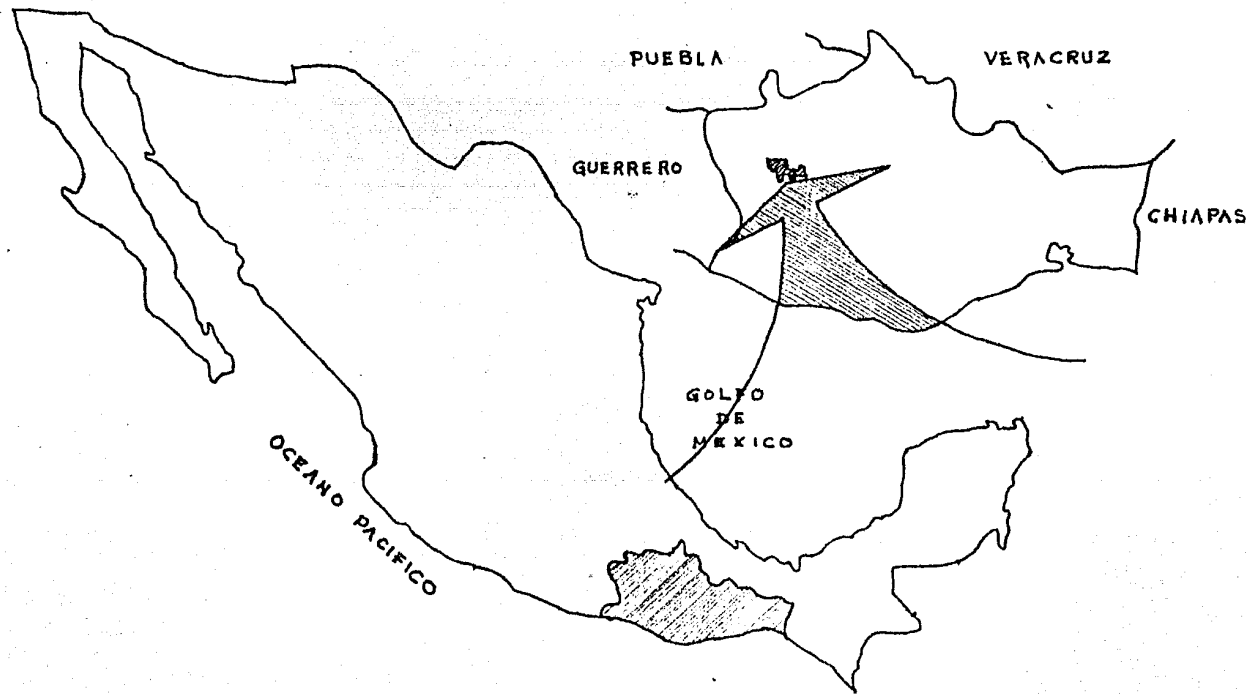 PUEBLA
VERACRUZ
GUERRERO
CHIAPAS
GOLFO
DE
MEXICO
OCEANO PACIFICO